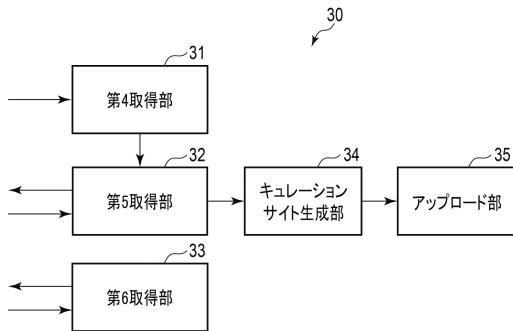 30
31
第4取得部
32
第5取得部
34
キュレーション
サイト生成部
35
アップロード部
33
第6取得部